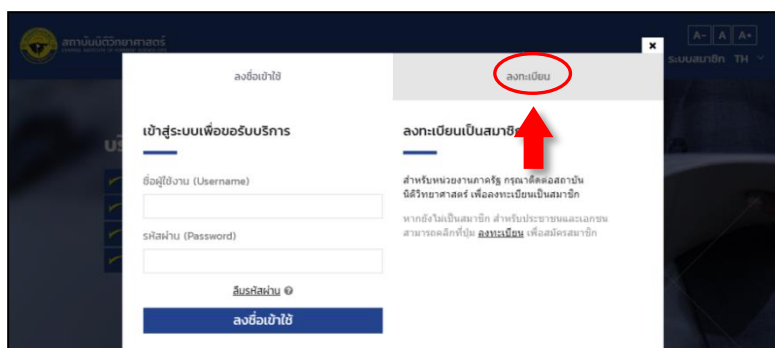 สถาบันนิติวิทยาศาสตร์
A- A A+
ระบบสมาชิก TH
ลงชื่อเข้าใช้
ลงทะเบียน
บริ
เข้าสู่ระบบเพื่อขอรับบริการ
ชื่อผู้ใช้งาน (Username)
รหัสผ่าน (Password)
ลืมรหัสผ่าน
ลงชื่อเข้าใช้
ลงทะเบียนเป็นสมาชิก
สำหรับหน่วยงานภาครัฐ กรุณาติดต่อสถาบัน
นิติวิทยาศาสตร์ เพื่อลงทะเบียนเป็นสมาชิก
หากยังไม่เป็นสมาชิก สำหรับประชาชนและเอกชน
สามารถคลิกที่ปุ่ม ลงทะเบียน เพื่อสมัครสมาชิก